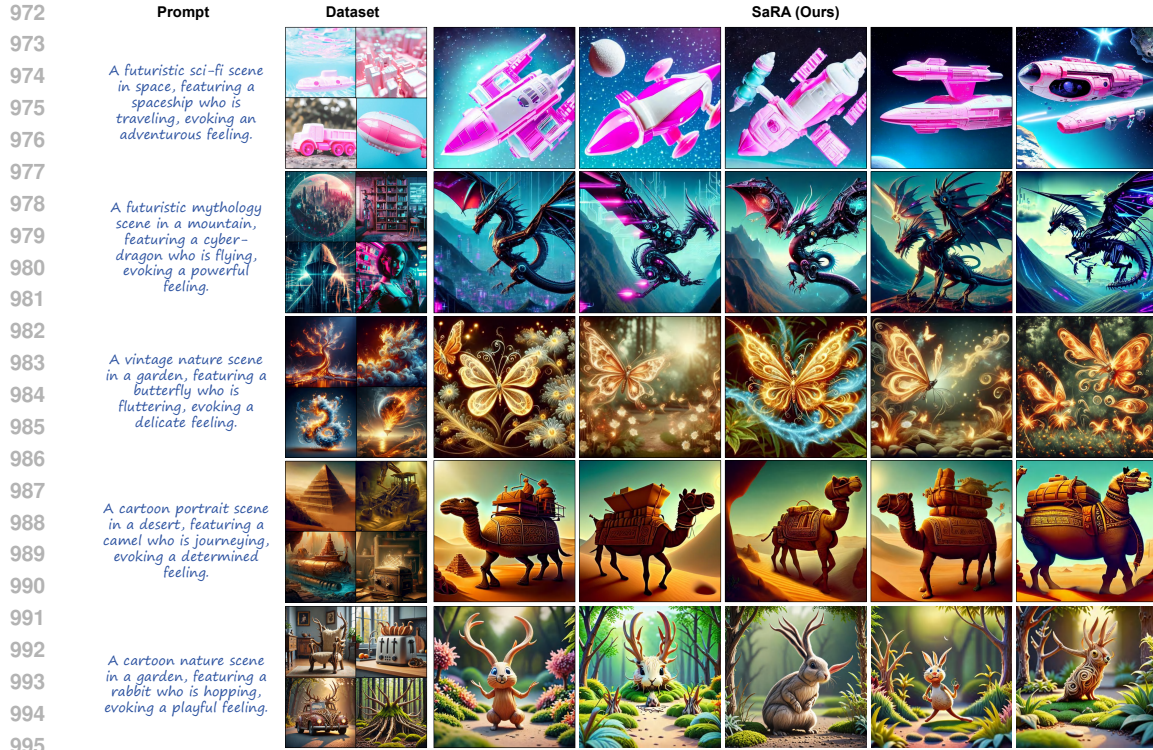 972
Prompt
Dataset
SaRA (Ours)
973
974
975
976
977
978
979
980
981
982
983
984
985
986
987
988
989
990
991
992
993
994
995
A futuristic sci-fi scene
in space, featuring a
spaceship who is
traveling, evoking an
adventurous feeling.
A futuristic mythology
scene in a mountain,
featuring a cyber-
dragon who is flying,
evoking a powerful
feeling.
A vintage nature scene
in a garden, featuring a
butterfly who is
fluttering, evoking a
delicate feeling.
A cartoon portrait scene
in a desert, featuring a
camel who is journeying,
evoking a determined
feeling.
A cartoon nature scene
in a garden, featuring a
rabbit who is hopping,
evoking a playful feeling.